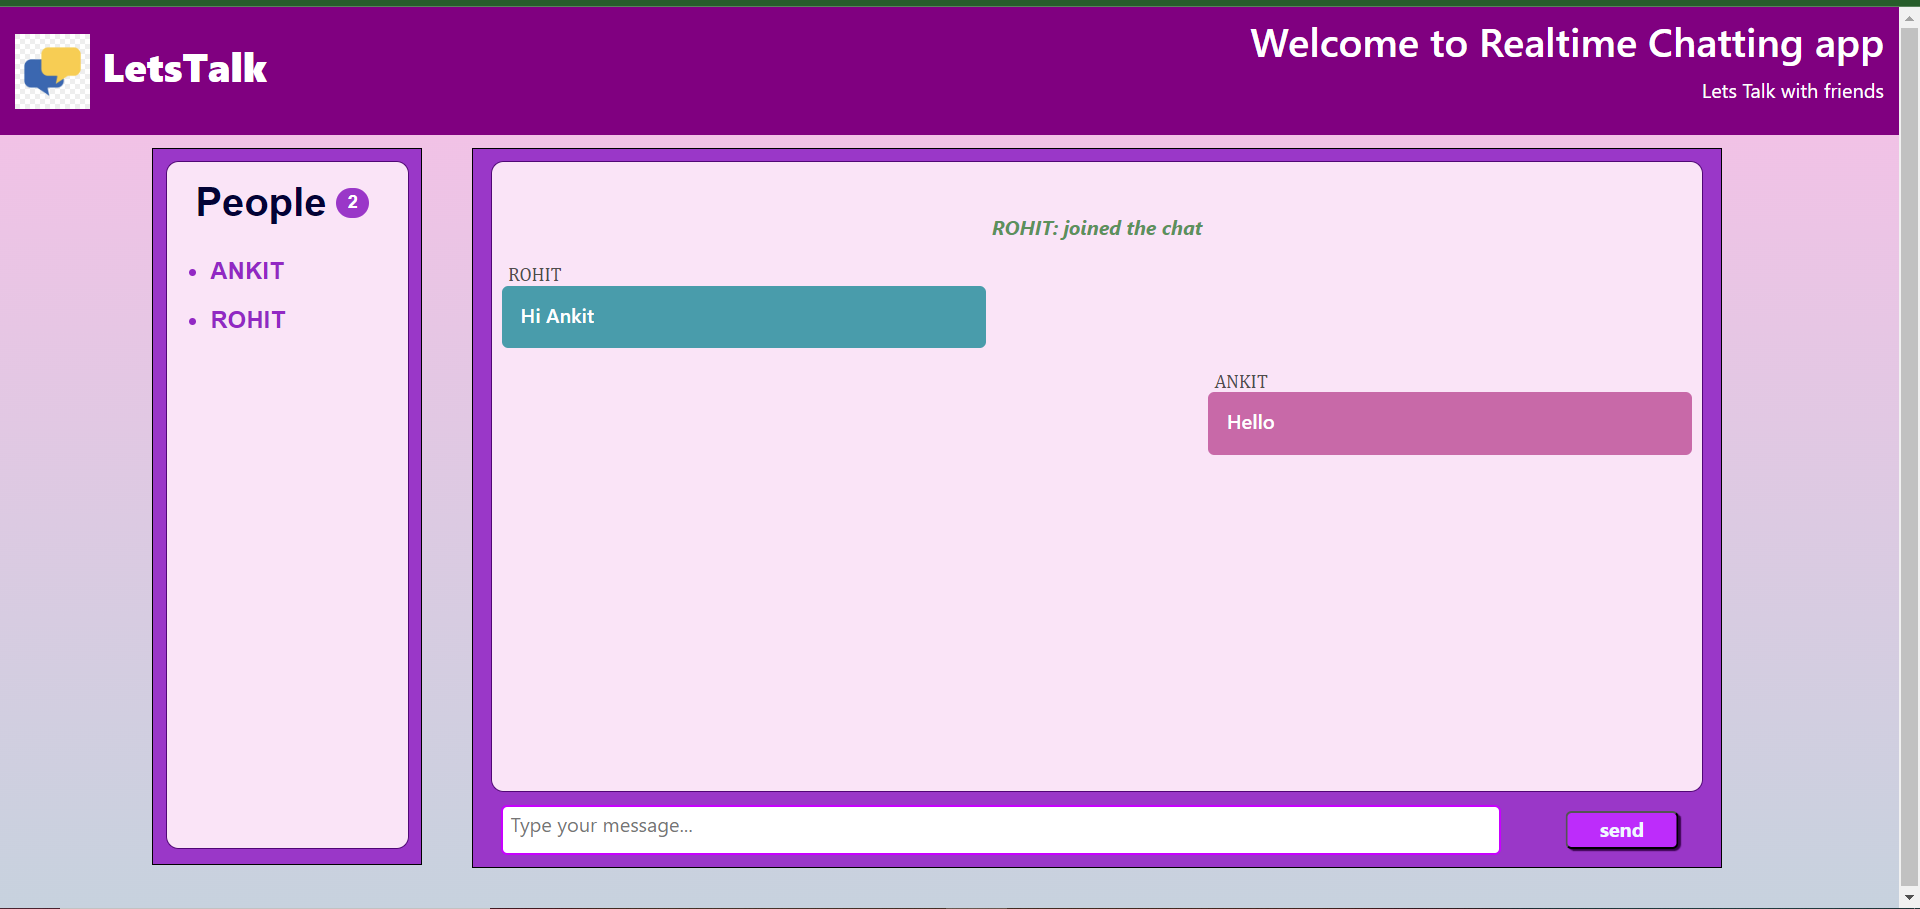 LetsTalk
Welcome to Realtime Chatting app
Lets Talk with friends
People 2
ANKIT
ROHIT
ROHIT: joined the chat
ROHIT
Hi Ankit
ANKIT
Hello
Type your message...
send